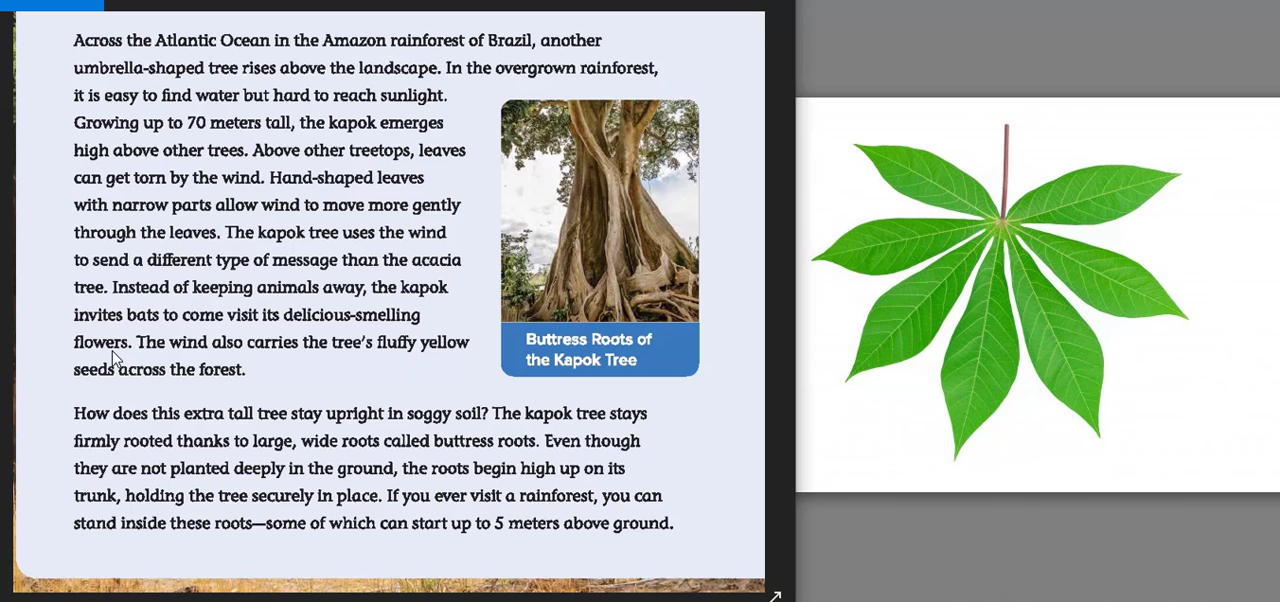 Across the Atlantic Ocean in the Amazon rainforest of Brazil, another
umbrella-shaped tree rises above the landscape. In the overgrown rainforest,
it is easy to find water but hard to reach sunlight.
Growing up to 70 meters tall, the kapok emerges
high above other trees. Above other treetops, leaves
can get torn by the wind. Hand-shaped leaves
with narrow parts allow wind to move more gently
through the leaves. The kapok tree uses the wind
to send a different type of message than the acacia
tree. Instead of keeping animals away, the kapok
invites bats to come visit its delicious-smelling
flowers. The wind also carries the tree's fluffy yellow
seeds across the forest.
Buttress Roots of
the Kapok Tree
How does this extra tall tree stay upright in soggy soil? The kapok tree stays
firmly rooted thanks to large, wide roots called buttress roots. Even though
they are not planted deeply in the ground, the roots begin high up on its
trunk, holding the tree securely in place. If you ever visit a rainforest, you can
stand inside these roots—some of which can start up to 5 meters above ground.